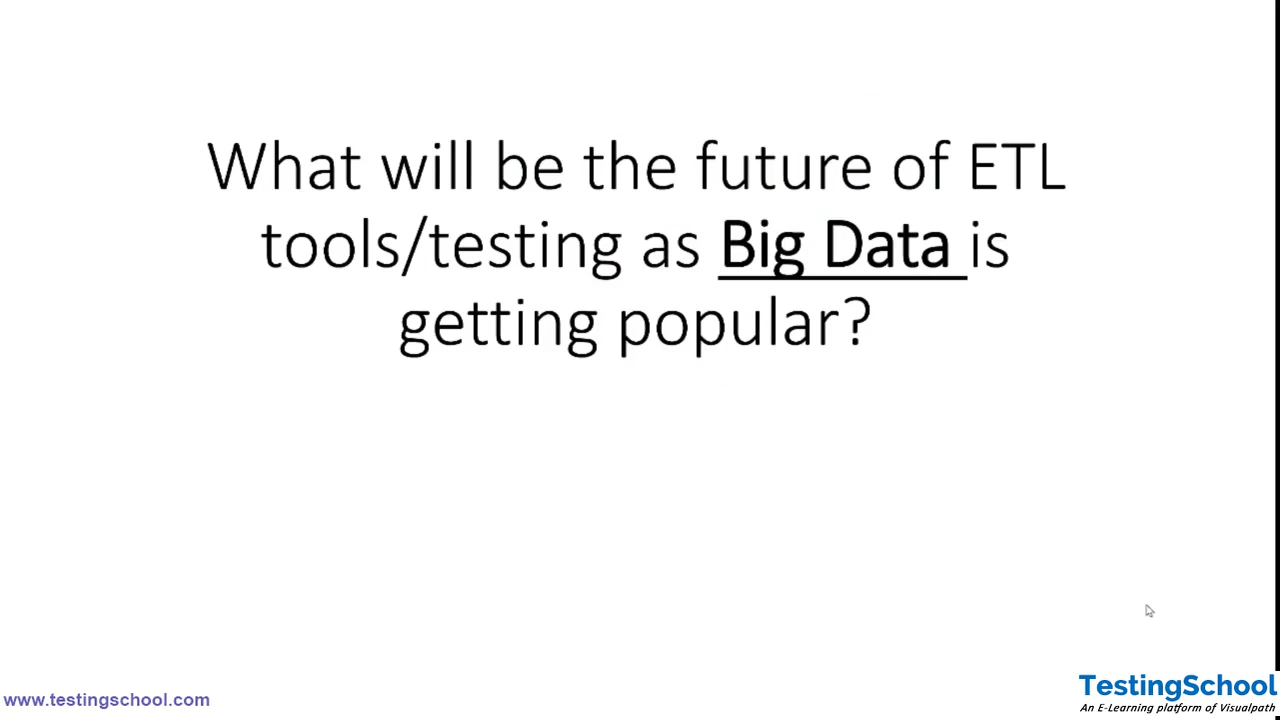 What will be the future of ETL
tools/testing as Big Data is
getting popular?
www.testingschool.com
TestingSchool
An E-Learning platform of Visualpath